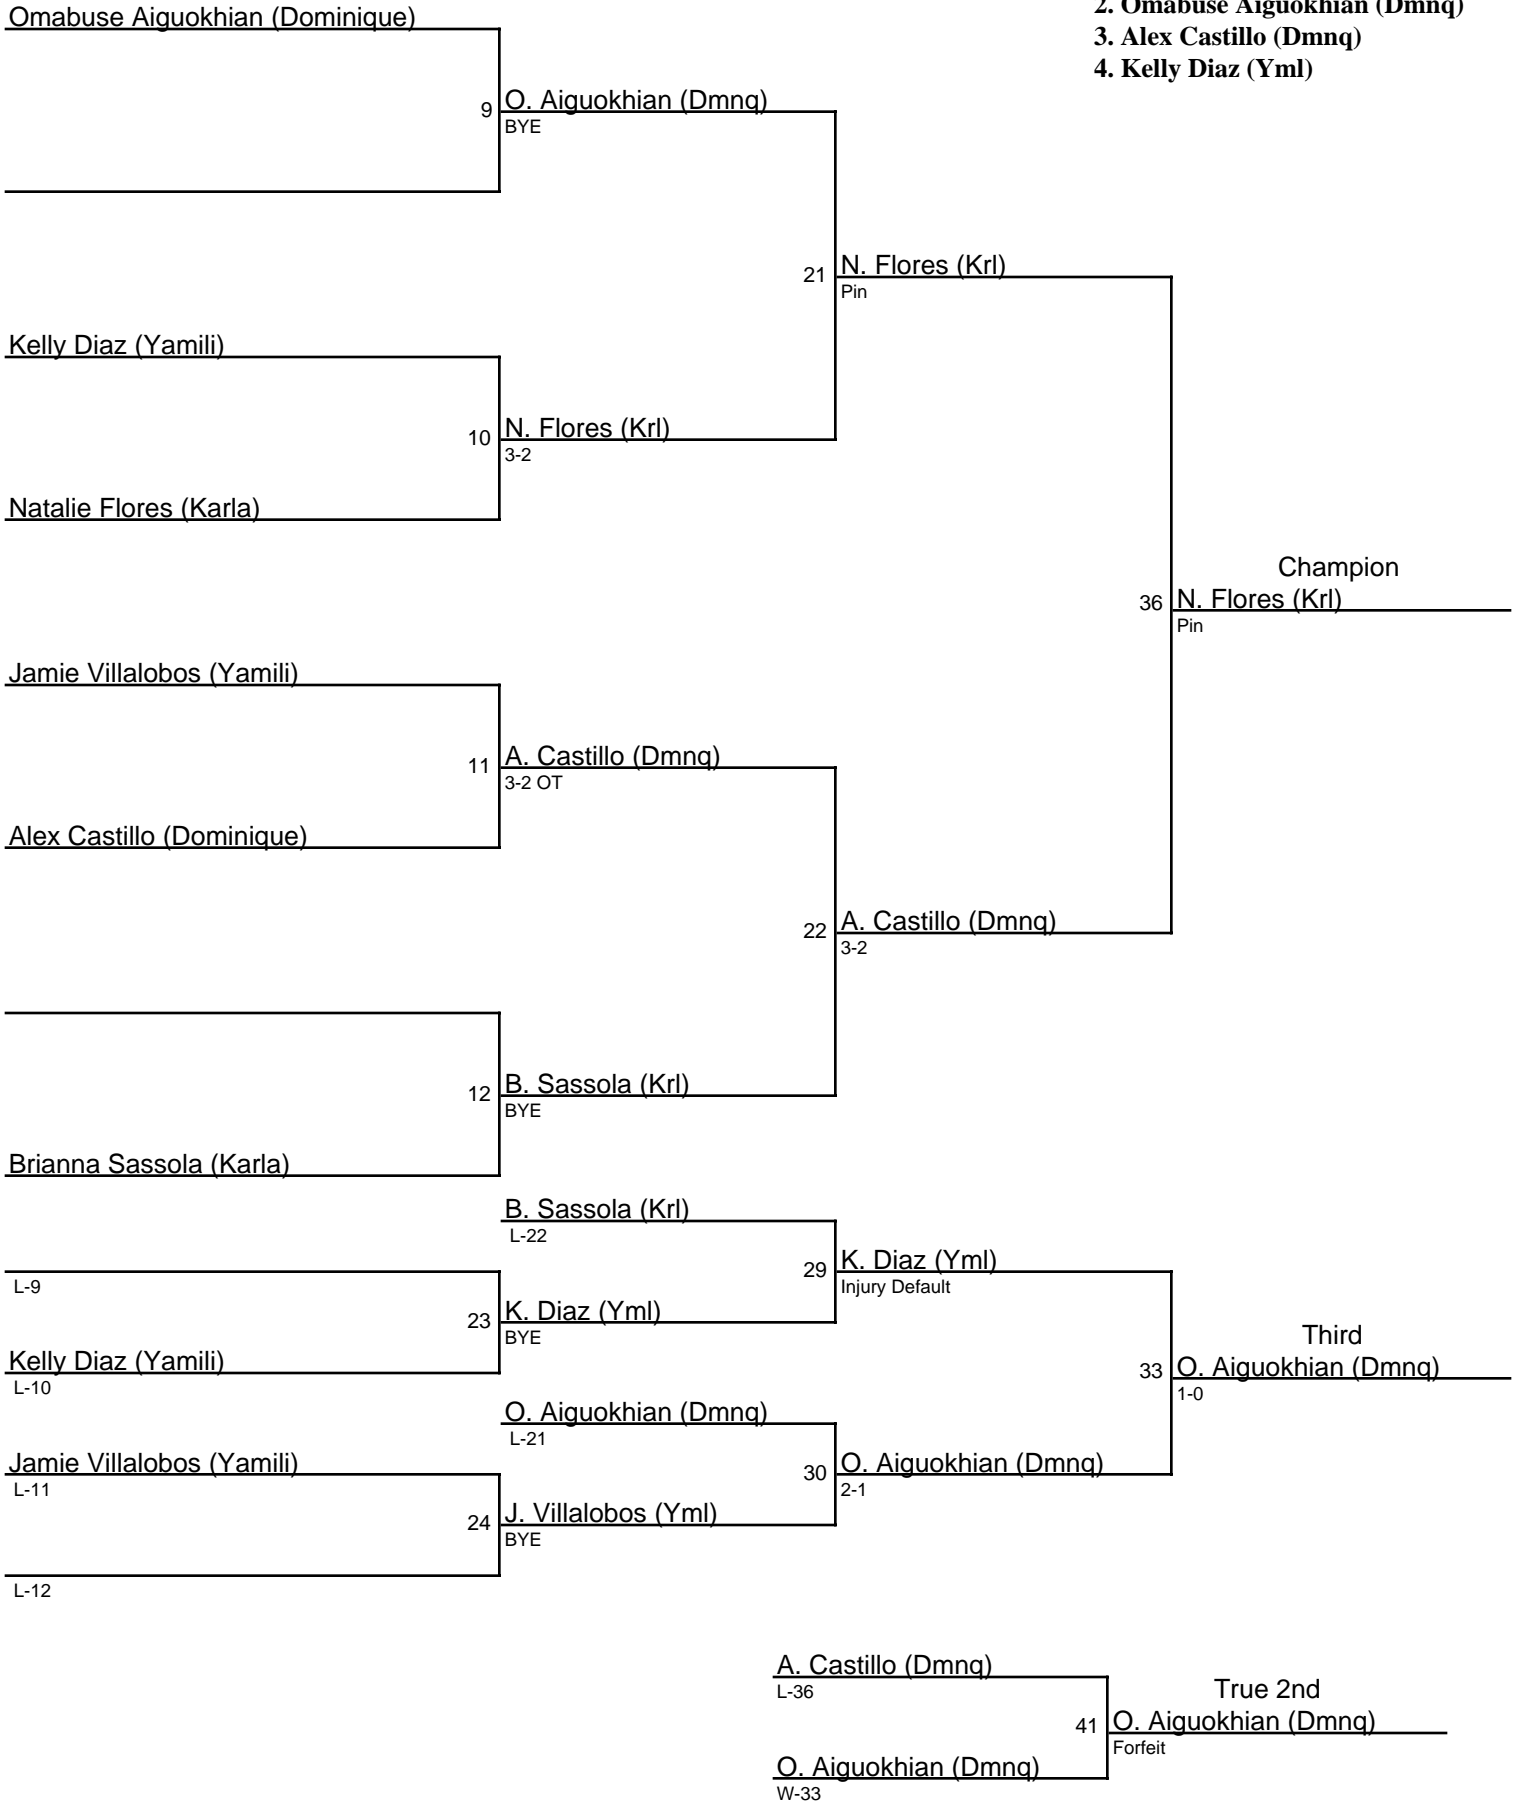 2. Omabuse Aiguokhian (Dmnq)
3. Alex Castillo (Dmnq)
4. Kelly Diaz (Yml)
Omabuse Aiguokhian (Dominique)
9
O. Aiguokhian (Dmnq)
BYE
21
N. Flores (Krl)
Pin
Kelly Diaz (Yamili)
10
N. Flores (Krl)
3-2
Natalie Flores (Karla)
Champion
36
N. Flores (Krl)
Pin
Jamie Villalobos (Yamili)
11
A. Castillo (Dmnq)
3-2 OT
Alex Castillo (Dominique)
22
A. Castillo (Dmnq)
3-2
12
B. Sassola (Krl)
BYE
Brianna Sassola (Karla)
B. Sassola (Krl)
L-22
29
K. Diaz (Yml)
Injury Default
L-9
23
K. Diaz (Yml)
BYE
Kelly Diaz (Yamili)
L-10
Third
33
O. Aiguokhian (Dmnq)
1-0
O. Aiguokhian (Dmnq)
L-21
Jamie Villalobos (Yamili)
L-11
30
O. Aiguokhian (Dmnq)
2-1
24
J. Villalobos (Yml)
BYE
L-12
A. Castillo (Dmnq)
L-36
True 2nd
41
O. Aiguokhian (Dmnq)
Forfeit
O. Aiguokhian (Dmnq)
W-33